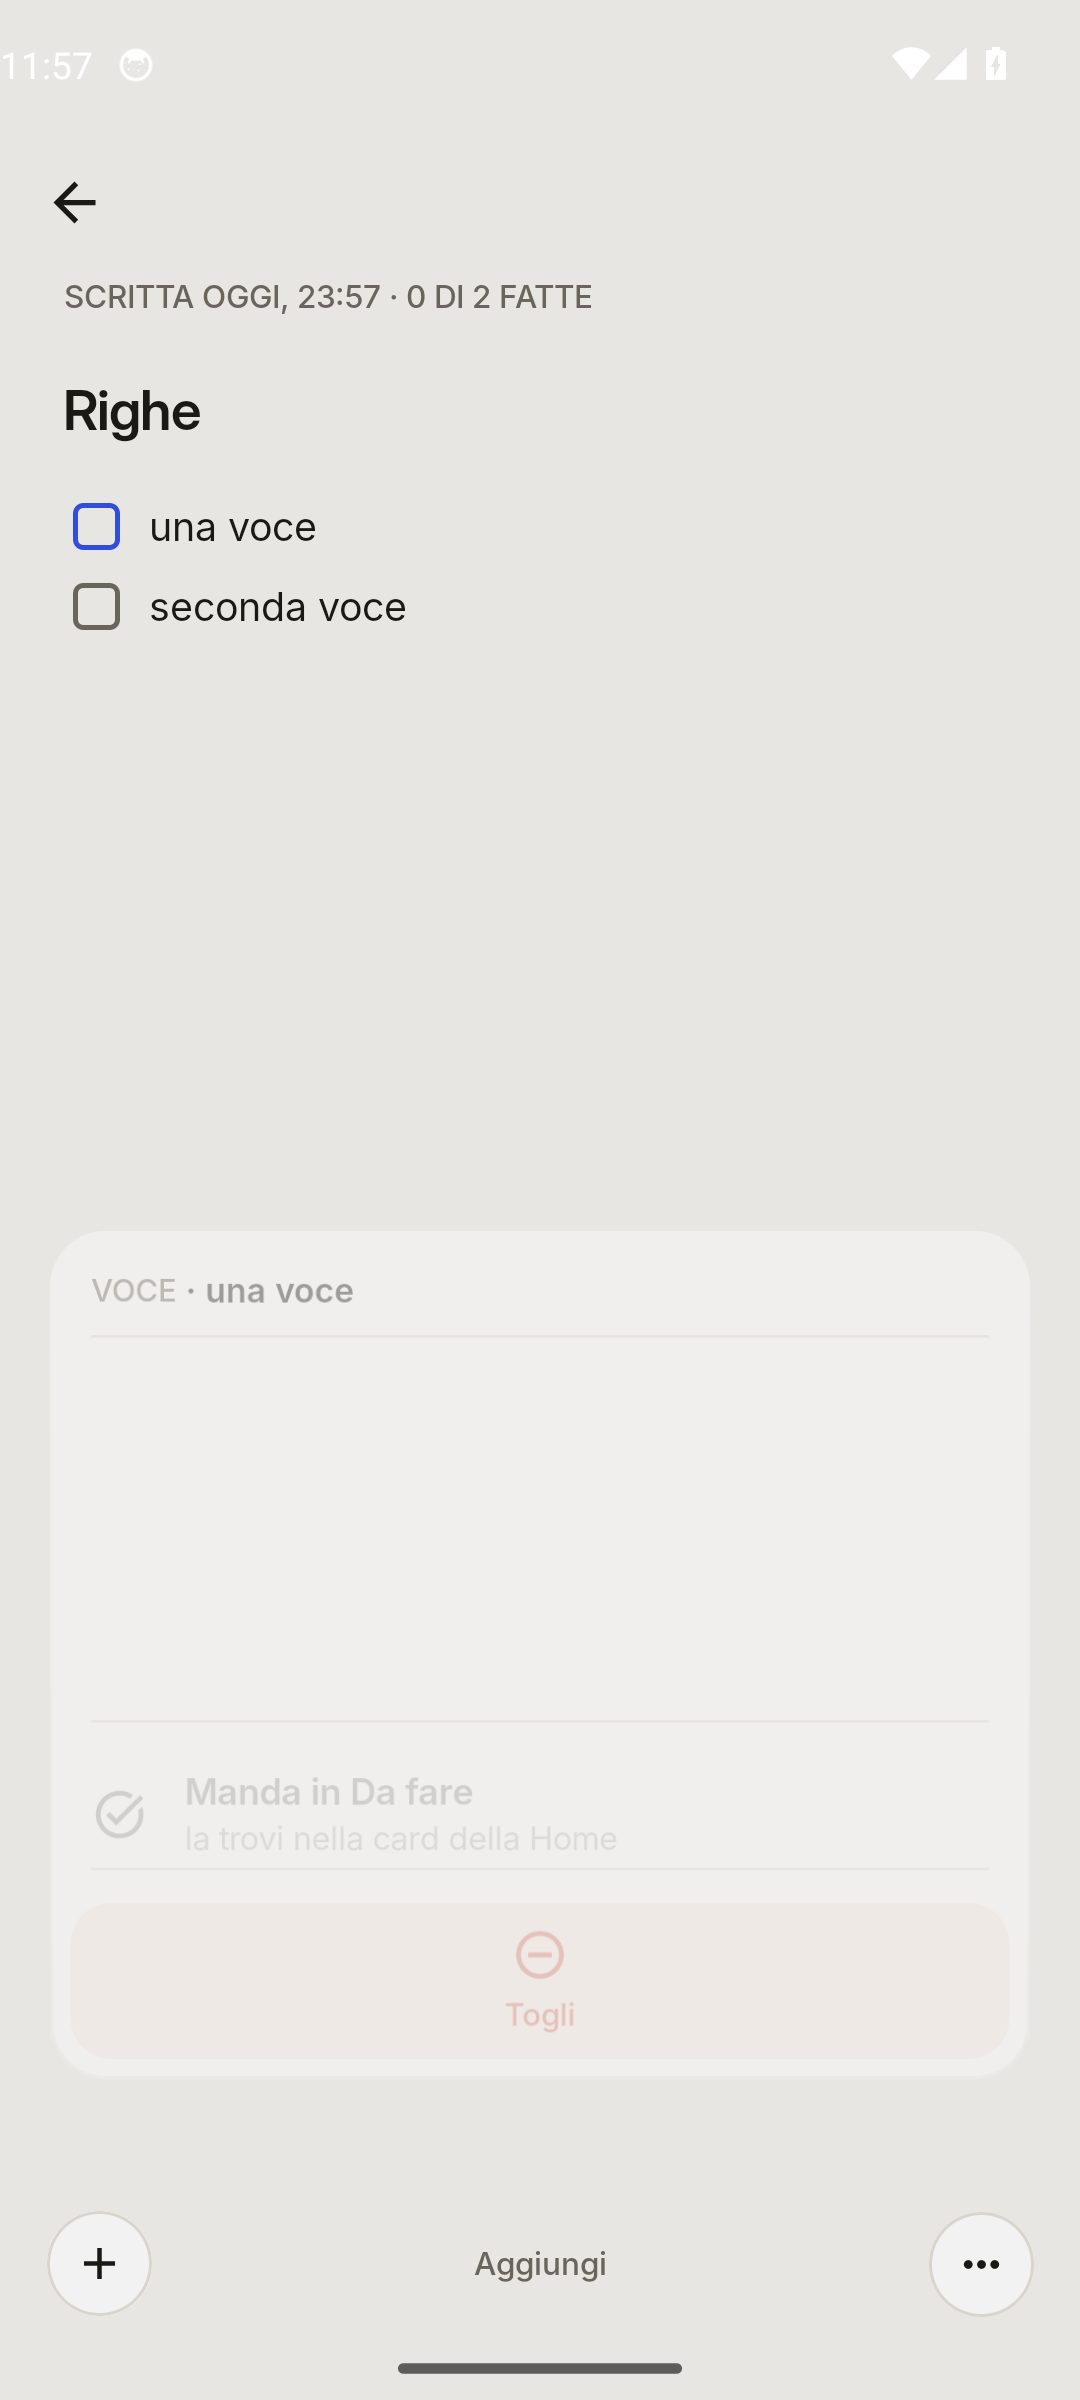 11:57
SCRITTA OGGI, 23:57 · 0 DI 2 FATTE
Righe
una voce
seconda voce
VOCE · una voce
Manda in Da fare
la trovi nella card della Home
Togli
Aggiungi